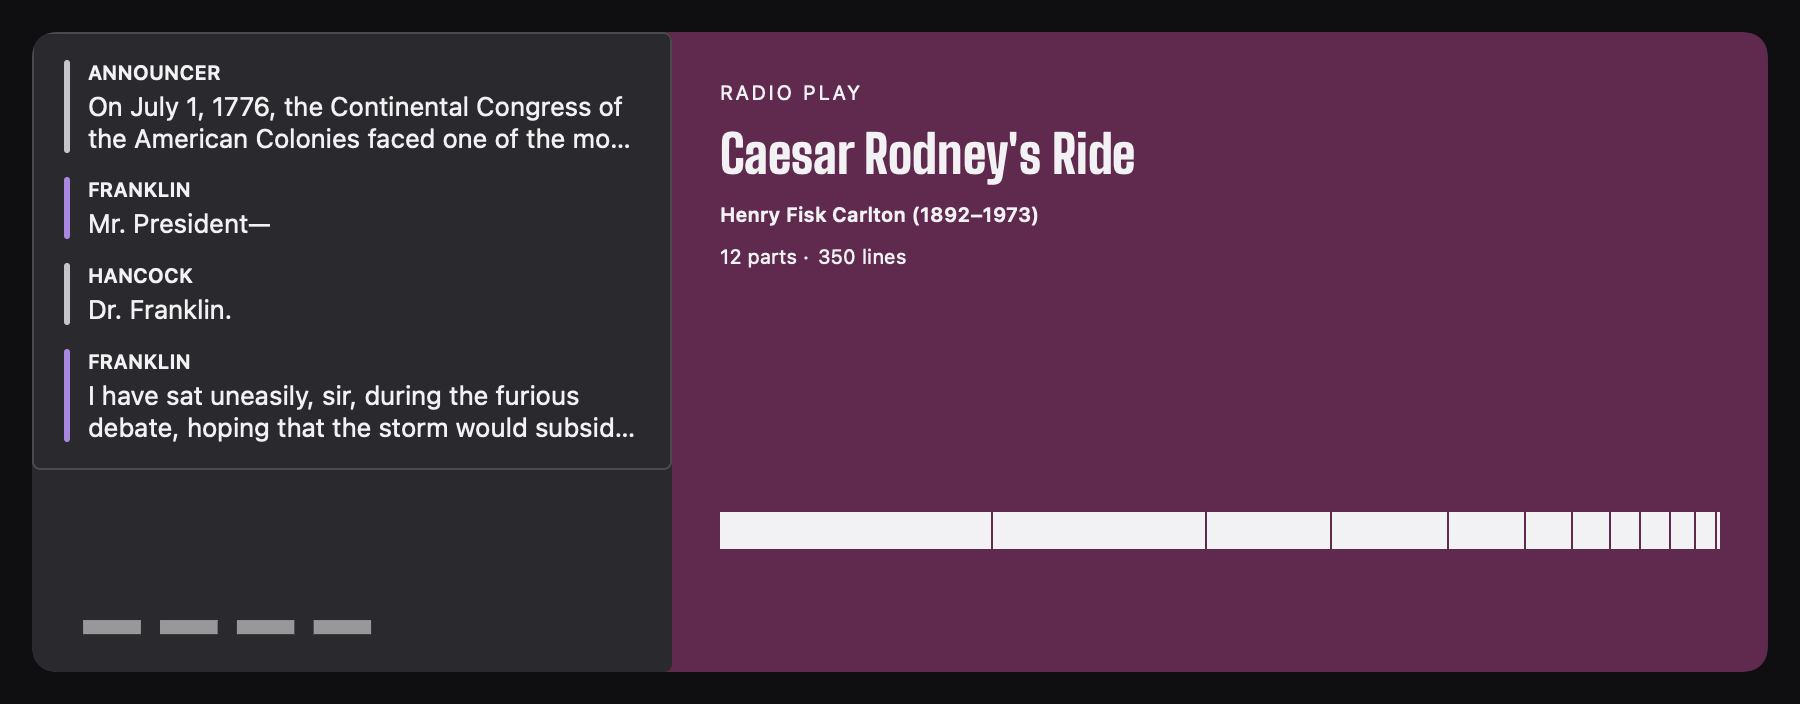 ANNOUNCER
On July 1, 1776, the Continental Congress of
the American Colonies faced one of the mo...
FRANKLIN
Mr. President—
HANCOCK
Dr. Franklin.
FRANKLIN
I have sat uneasily, sir, during the furious
debate, hoping that the storm would subsid...
RADIO PLAY
Caesar Rodney's Ride
Henry Fisk Carlton (1892–1973)
12 parts · 350 lines